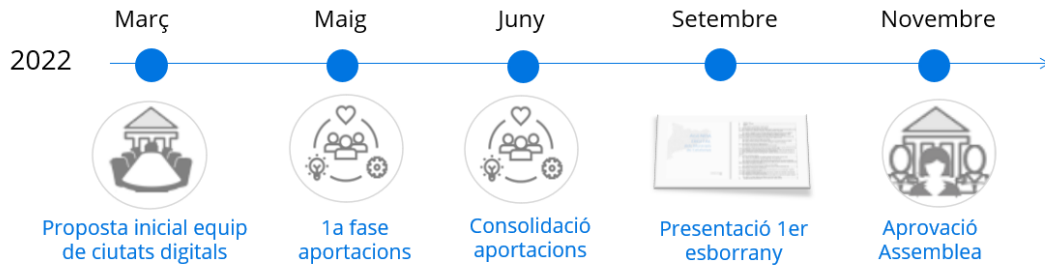 Març
Maig
Juny
Setembre
Novembre
2022
Proposta inicial equip
de ciutats digitals
1a fase
aportacions
Consolidació
aportacions
Presentació 1er
esborrany
Aprovació
Assemblea